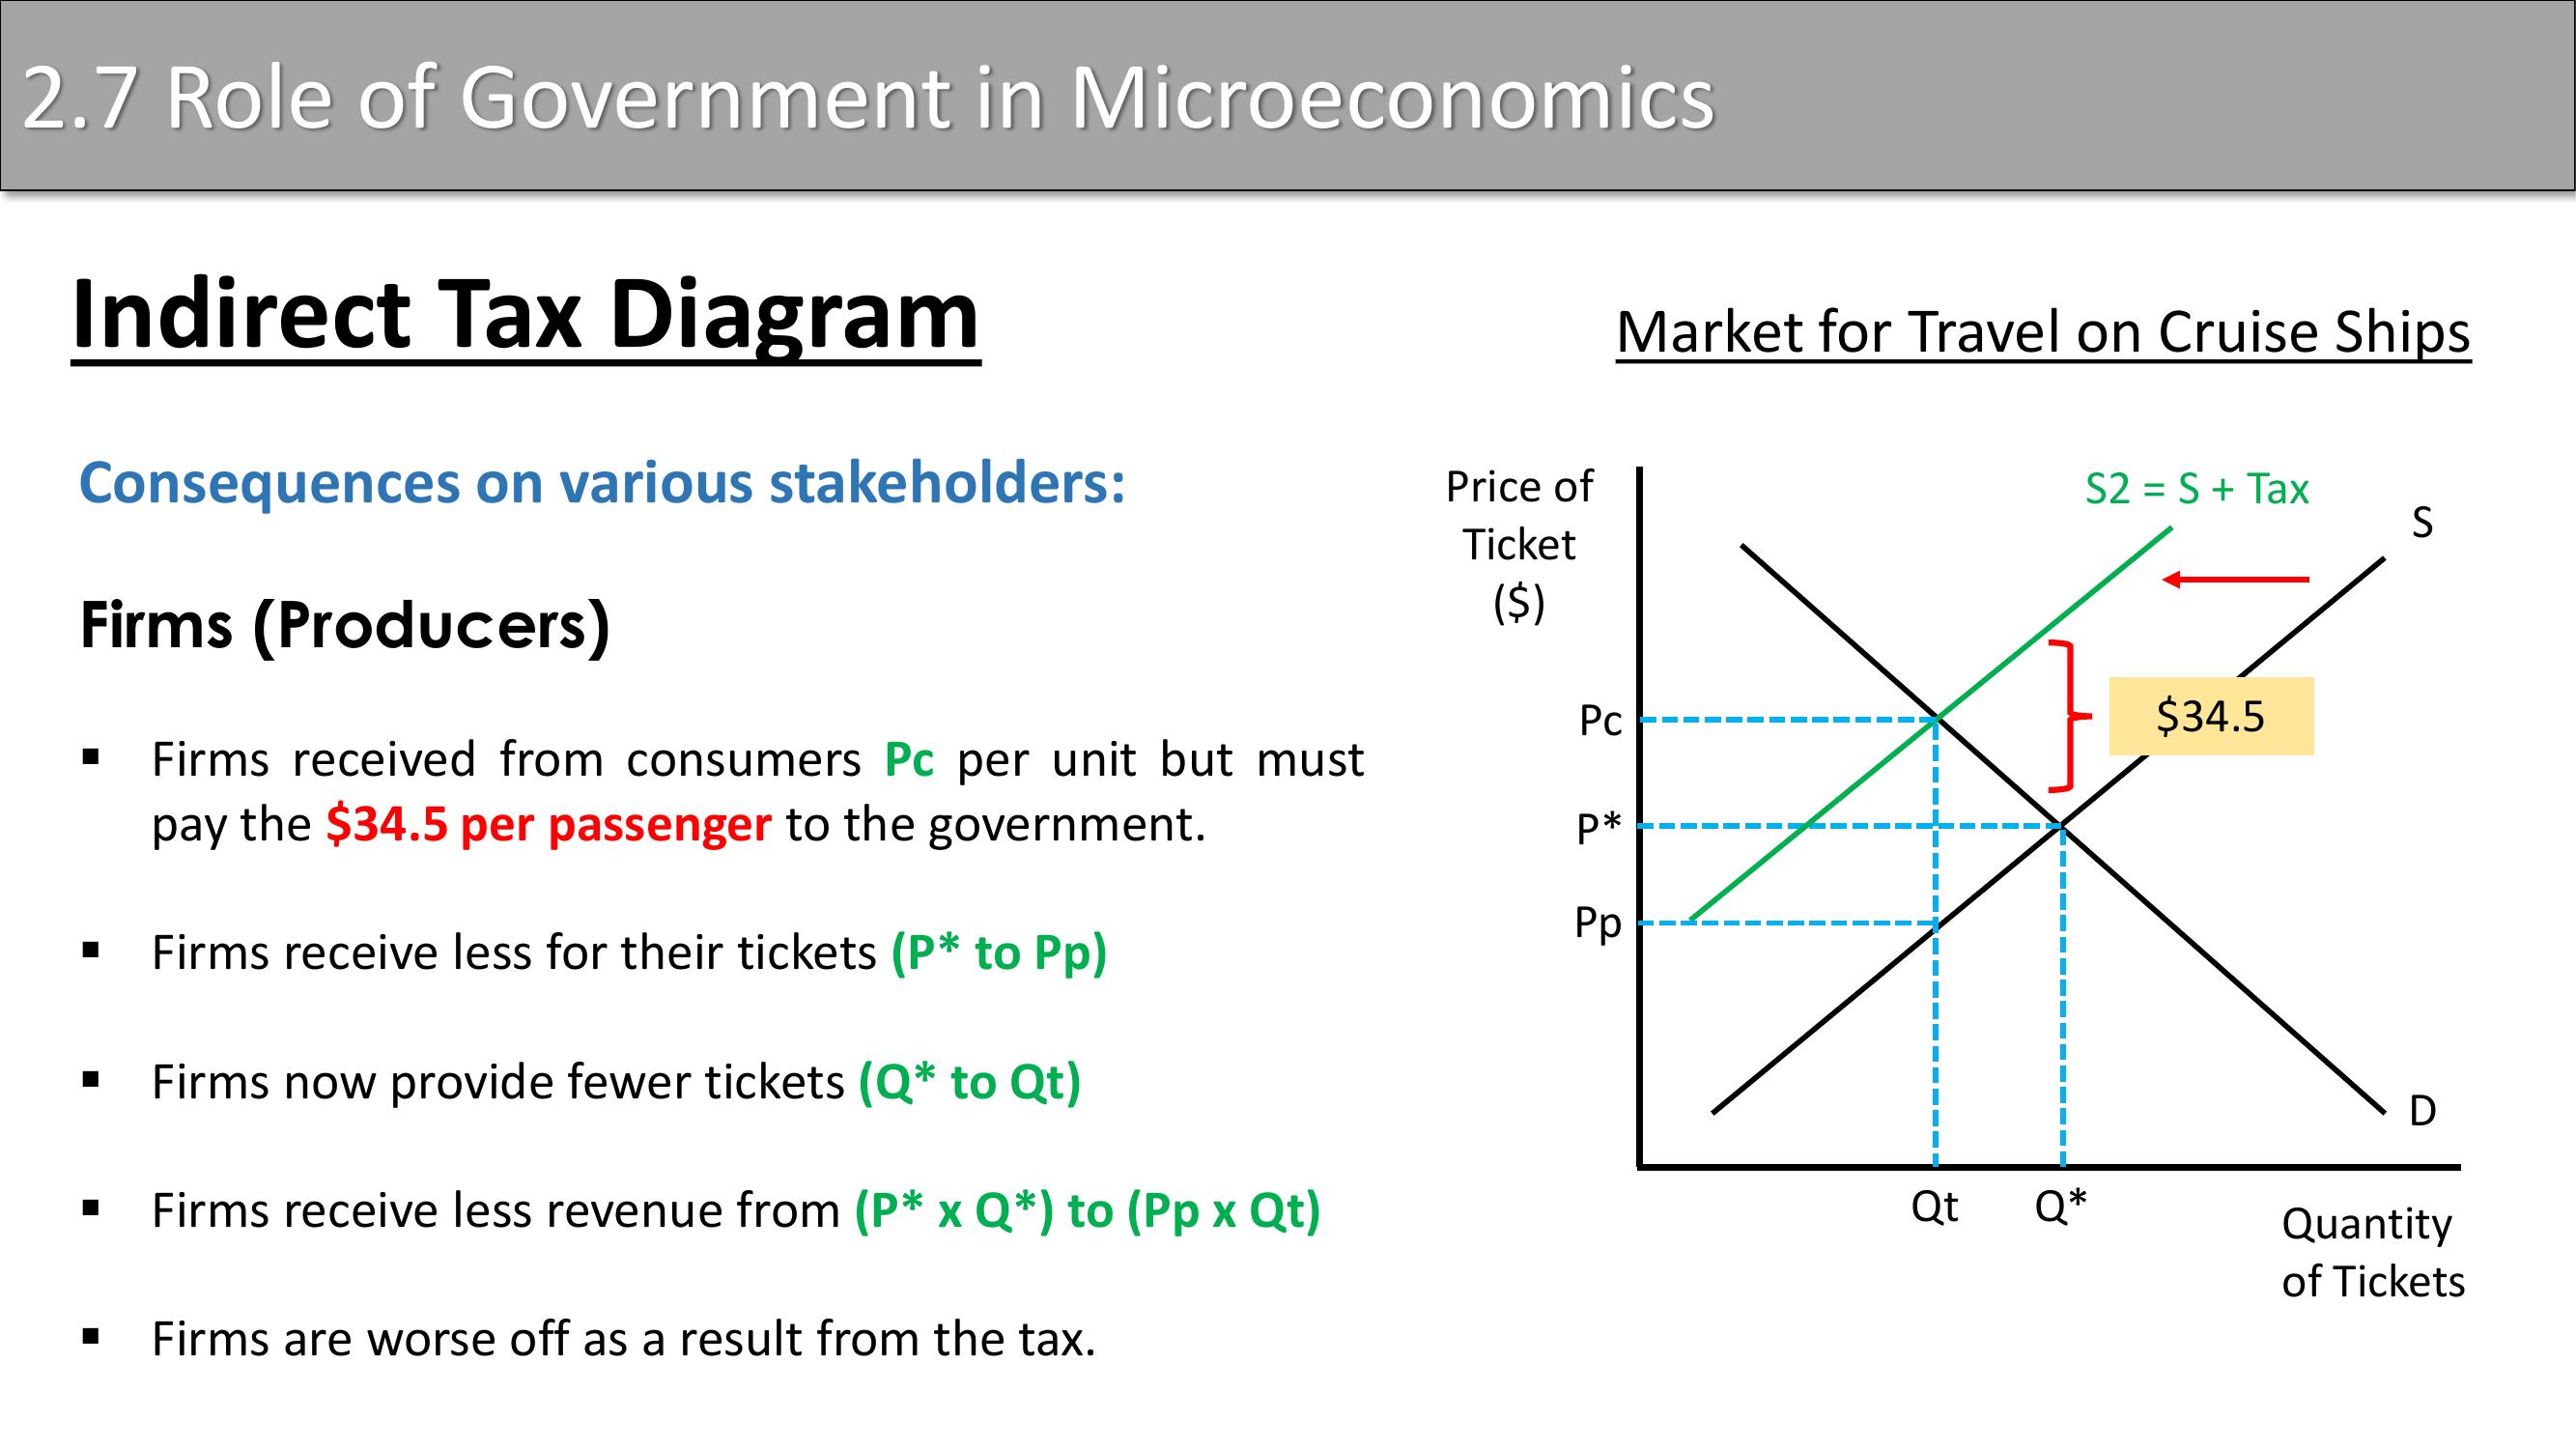 2.7 Role of Government in Microeconomics
Indirect Tax Diagram
Consequences on various stakeholders:
Firms (Producers)
▪ Firms received from consumers Pc per unit but must
pay the $34.5 per passenger to the government.
▪ Firms receive less for their tickets (P* to Pp)
▪ Firms now provide fewer tickets (Q* to Qt)
▪ Firms receive less revenue from (P* x Q*) to (Pp x Qt)
▪ Firms are worse off as a result from the tax.
Market for Travel on Cruise Ships
Price of
Ticket
($)
S2 = S + Tax
S
$34.5
Pc
P*
Pp
D
Qt
Q*
Quantity
of Tickets